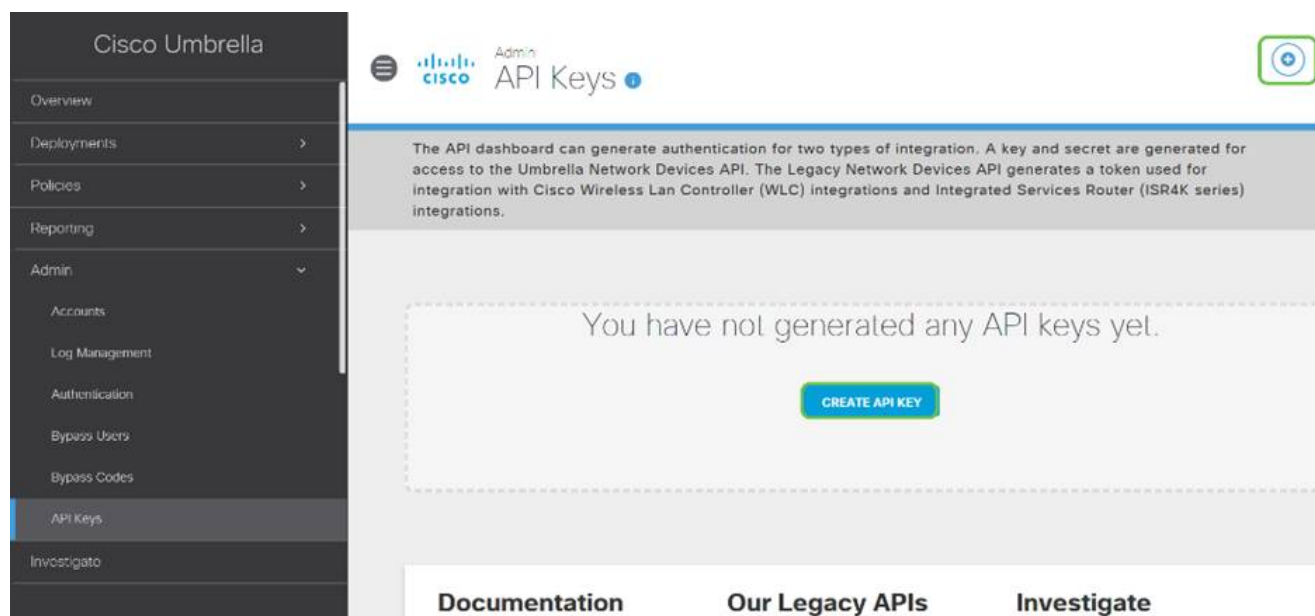 Cisco Umbrella
Overview
Deployments
Policies
Reporting
Admin
Accounts
Log Management
Authentication
Bypass Users
Bypass Codes
API Keys
Investigate
CISCO
Admin
API Keys
The API dashboard can generate authentication for two types of integration. A key and secret are generated for
access to the Umbrella Network Devices API. The Legacy Network Devices API generates a token used for
integration with Cisco Wireless Lan Controller (WLC) integrations and Integrated Services Router (ISR4K series)
integrations.
You have not generated any API keys yet.
CREATE API KEY
Documentation
Our Legacy APIs
Investigate